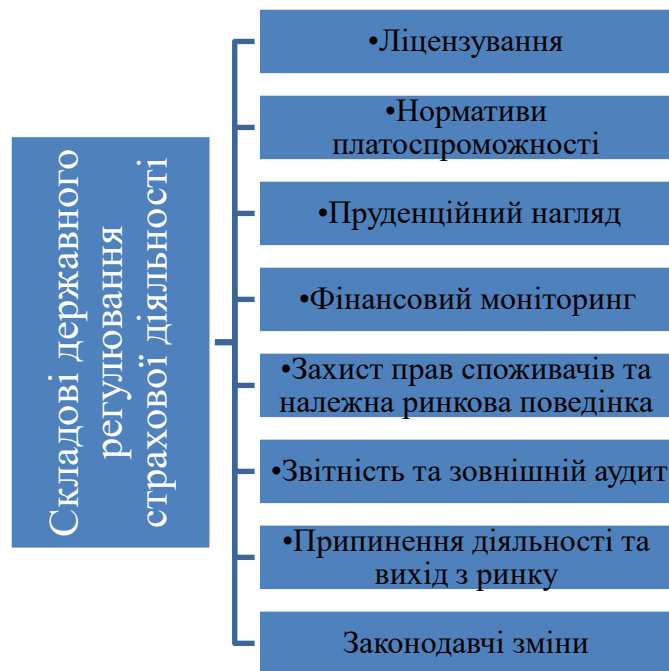 Складові державного
регулювання
страхової діяльності
•Ліцензування
•Нормативи
платоспроможності
•Пруденційний нагляд
•Фінансовий моніторинг
•Захист прав споживачів та
належна ринкова поведінка
•Звітність та зовнішній аудит
•Припинення діяльності та
вихід з ринку
Законодавчі зміни